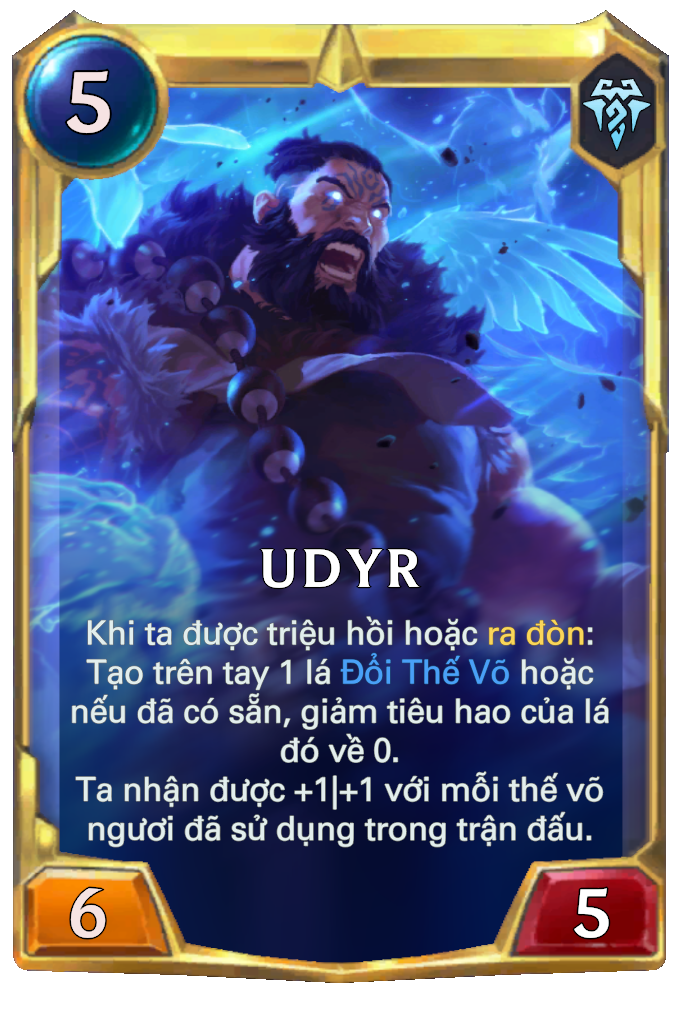 5
UDYR
Khi ta được triệu hồi hoặc ra đòn:
Tạo trên tay 1 lá Đổi Thế Võ hoặc
nếu đã có sẵn, giảm tiêu hao của lá
đó về 0.
Ta nhận được +1|+1 với mỗi thế võ
ngươi đã sử dụng trong trận đấu.
6
5